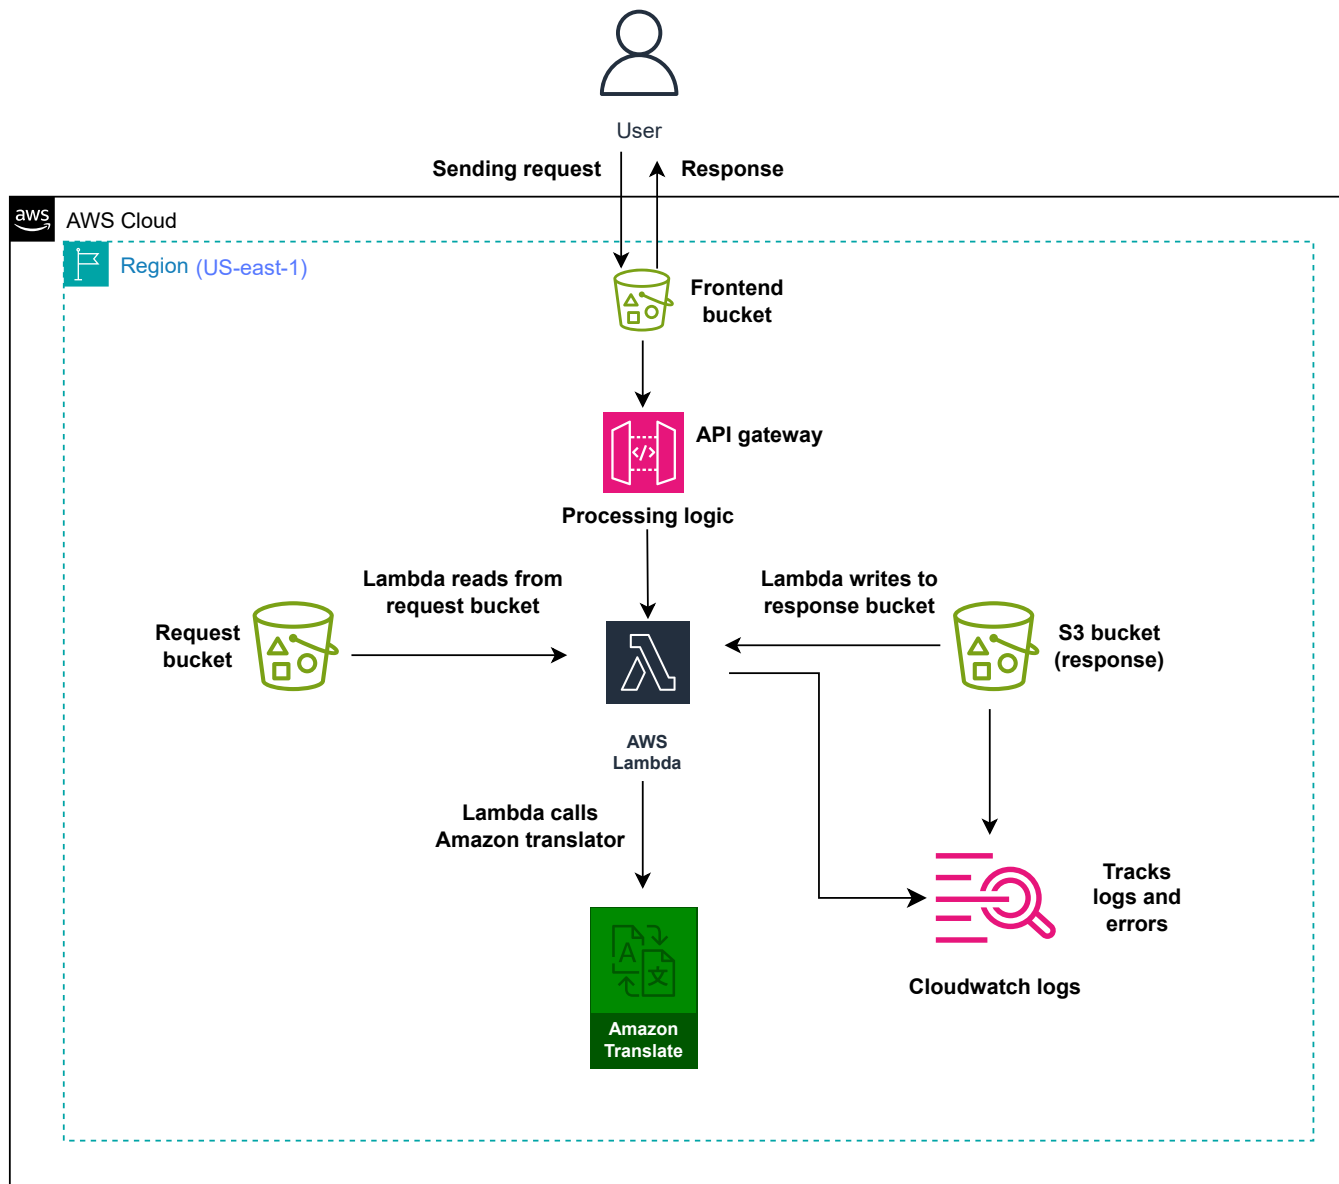 User
Sending request
Response
aws
AWS Cloud
Region (US-east-1)
Frontend
bucket
</>
API gateway
Processing logic
Lambda reads from
request bucket
Lambda writes to
response bucket
Request
bucket
S3 bucket
(response)
AWS
Lambda
Lambda calls
Amazon translator
Tracks
logs and
errors
A
文
Cloudwatch logs
Amazon
Translate